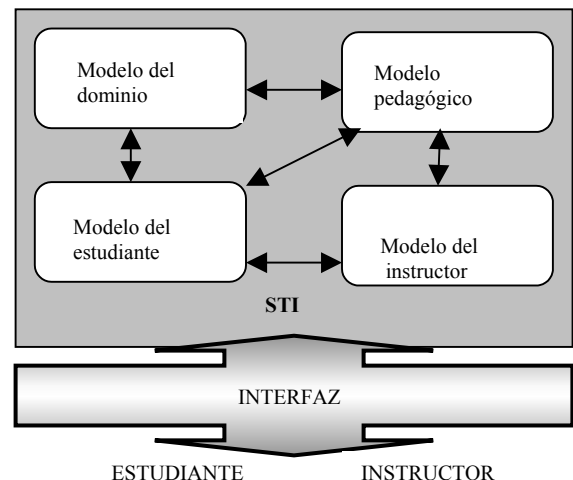 Modelo del
dominio
Modelo
pedagógico
Modelo del
estudiante
Modelo del
instructor
STI
INTERFAZ
ESTUDIANTE
INSTRUCTOR